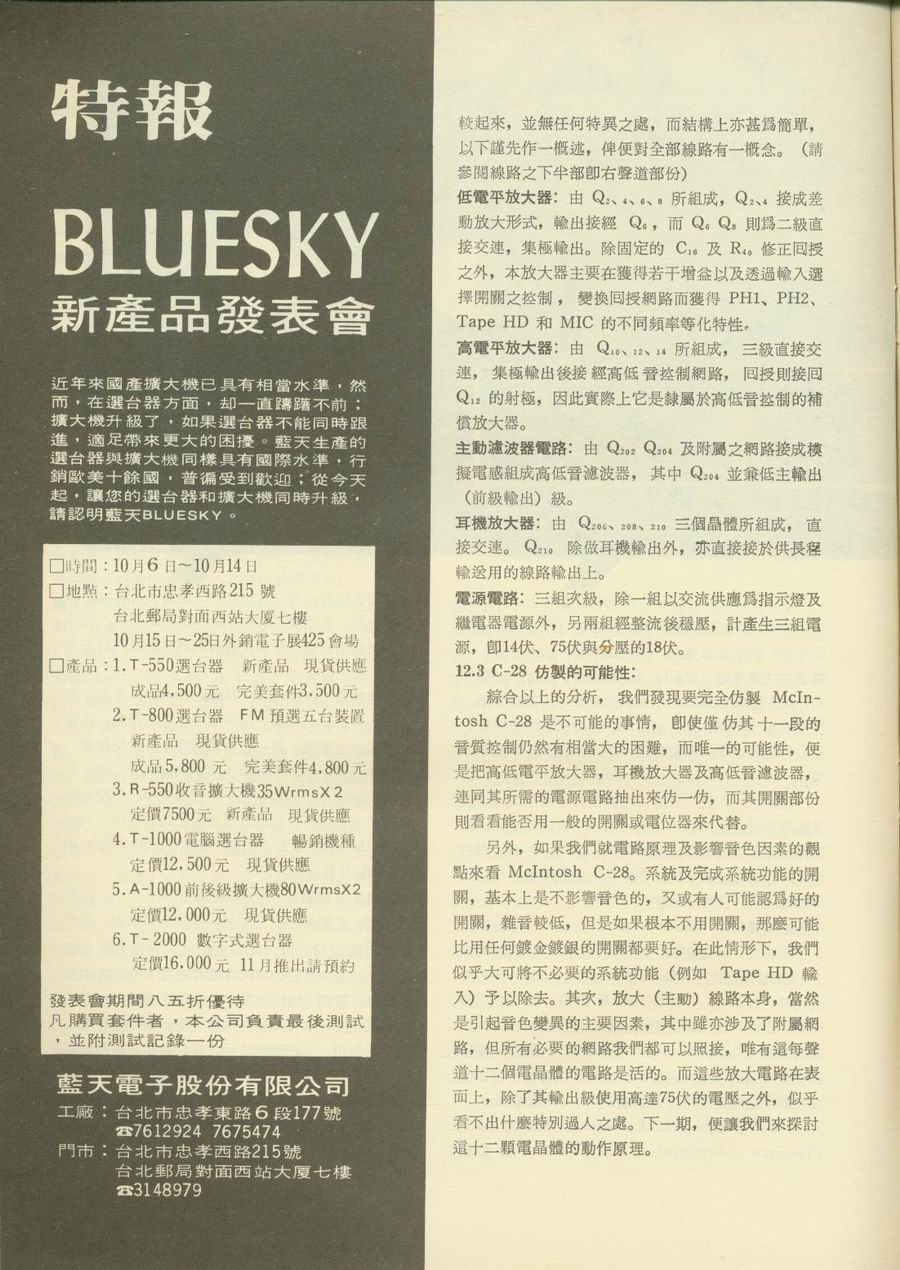 特報
BLUESKY
新產品發表會
近年來國產擴大機已具有相當水準，然
而，在選台器方面，却一直躊躇不前；
擴大機升級了，如果選台器不能同時跟
進，適足帶來更大的困擾。藍天生產的
選台器與擴大機同樣具有國際水準，行
銷歐美十餘國，普徧受到歡迎；從今天
起，讓您的選台器和擴大機同時升級，
請認明藍天BLUESKY。
□時間：10月6日～10月14日
□地點：台北市忠孝西路215號
台北郵局對面西站大厦七樓
10月15日～25日外銷電子展425會場
□產品：1.T-550選台器 新產品 現貨供應
成品4,500元 完美套件3,500元
2.T-800選台器 FM預選五台裝置
新產品 現貨供應
成品5,800元 完美套件4,800元
3.R-550收音擴大機35WrmsX2
定價7500元 新產品 現貨供應
4.T-1000電腦選台器 暢銷機種
定價12,500元 現貨供應
5.A-1000前後級擴大機80WrmsX2
定價12,000元 現貨供應
6.T-2000 數字式選台器
定價16,000元 11月推出請預約
發表會期間八五折優待
凡購買套件者，本公司負責最後測試
，並附測試記錄一份
藍天電子股份有限公司
工廠：台北市忠孝東路6段177號
☎7612924 7675474
門市：台北市忠孝西路215號
台北郵局對面西站大厦七樓
☎3148979
較起來，並無任何特異之處，而結構上亦甚爲簡單，
以下謹先作一概述，俾便對全部線路有一概念。（請
參閱線路之下半部卽右聲道部份）
低電平放大器：由 Q₂、₄、₆、₈ 所組成，Q₂、₄ 接成差
動放大形式，輸出接經 Q₆，而 Q₆ Q₈ 則爲二級直
接交連，集極輸出。除固定的 C₁₆ 及 R₄₀ 修正囘授
之外，本放大器主要在獲得若干增益以及透過輸入選
擇開關之控制，變換囘授網路而獲得 PH1、PH2、
Tape HD 和 MIC 的不同頻率等化特性。
高電平放大器：由 Q₁₀、₁₂、₁₄ 所組成，三級直接交
連，集極輸出後接經高低音控制網路，囘授則接囘
Q₁₂ 的射極，因此實際上它是隸屬於高低音控制的補
償放大器。
主動濾波器電路：由 Q₂₀₂ Q₂₀₄ 及附屬之網路接成模
擬電感組成高低音濾波器，其中 Q₂₀₄ 並兼低主輸出
（前級輸出）級。
耳機放大器：由 Q₂₀₆、₂₀₈、₂₁₀ 三個晶體所組成，直
接交連。Q₂₁₀ 除做耳機輸出外，亦直接接於供長程
輸送用的線路輸出上。
電源電路：三組次級，除一組以交流供應爲指示燈及
繼電器電源外，另兩組經整流後穩壓，計產生三組電
源，卽14伏、75伏與分壓的18伏。
12.3 C-28 仿製的可能性：
綜合以上的分析，我們發現要完全仿製 McIn-
tosh C-28 是不可能的事情，卽使僅仿其十一段的
音質控制仍然有相當大的困難，而唯一的可能性，便
是把高低電平放大器，耳機放大器及高低音濾波器，
連同其所需的電源電路抽出來仿一仿，而其開關部份
則看看能否用一般的開關或電位器來代替。
另外，如果我們就電路原理及影響音色因素的觀
點來看 McIntosh C-28。系統及完成系統功能的開
關，基本上是不影響音色的，又或有人可能認爲好的
開關，雜音較低，但是如果根本不用開關，那麽可能
比用任何鍍金鍍銀的開關都要好。在此情形下，我們
似乎大可將不必要的系統功能（例如 Tape HD 輸
入）予以除去。其次，放大（主動）線路本身，當然
是引起音色變異的主要因素，其中雖亦涉及了附屬網
路，但所有必要的網路我們都可以照接，唯有這每聲
道十二個電晶體的電路是活的。而這些放大電路在表
面上，除了其輸出級使用高達75伏的電壓之外，似乎
看不出什麽特別過人之處。下一期，便讓我們來探討
這十二顆電晶體的動作原理。